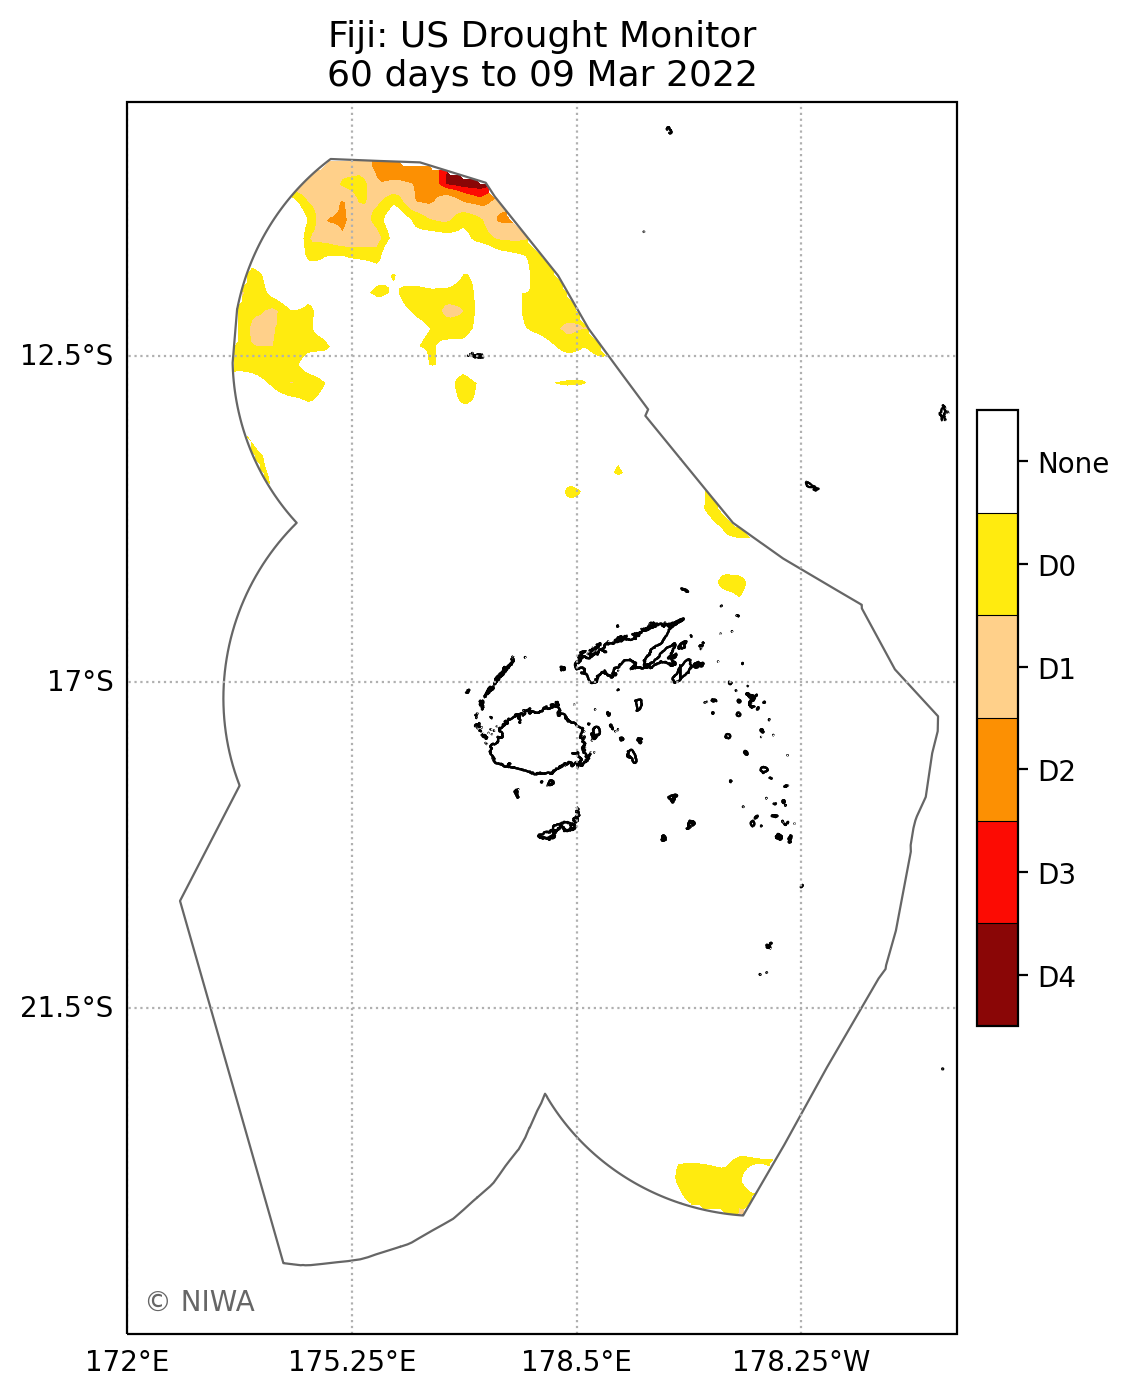 Fiji: US Drought Monitor
60 days to 09 Mar 2022
12.5°S
17°S
21.5°S
None
D0
D1
D2
D3
D4
© NIWA
172°E
175.25°E
178.5°E
178.25°W